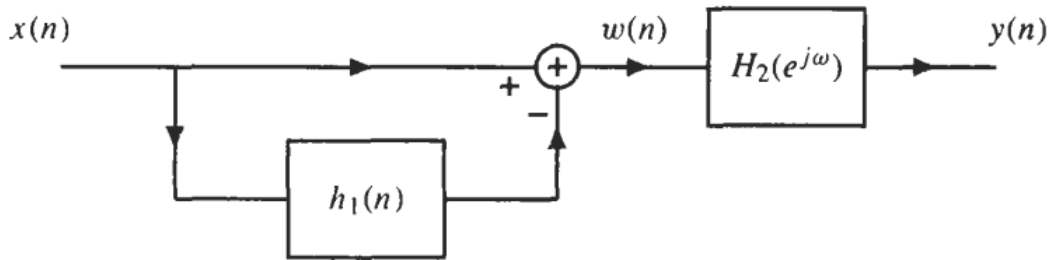 x(n)
w(n)
y(n)
+
+
−
H₂(e^{jω})
h₁(n)